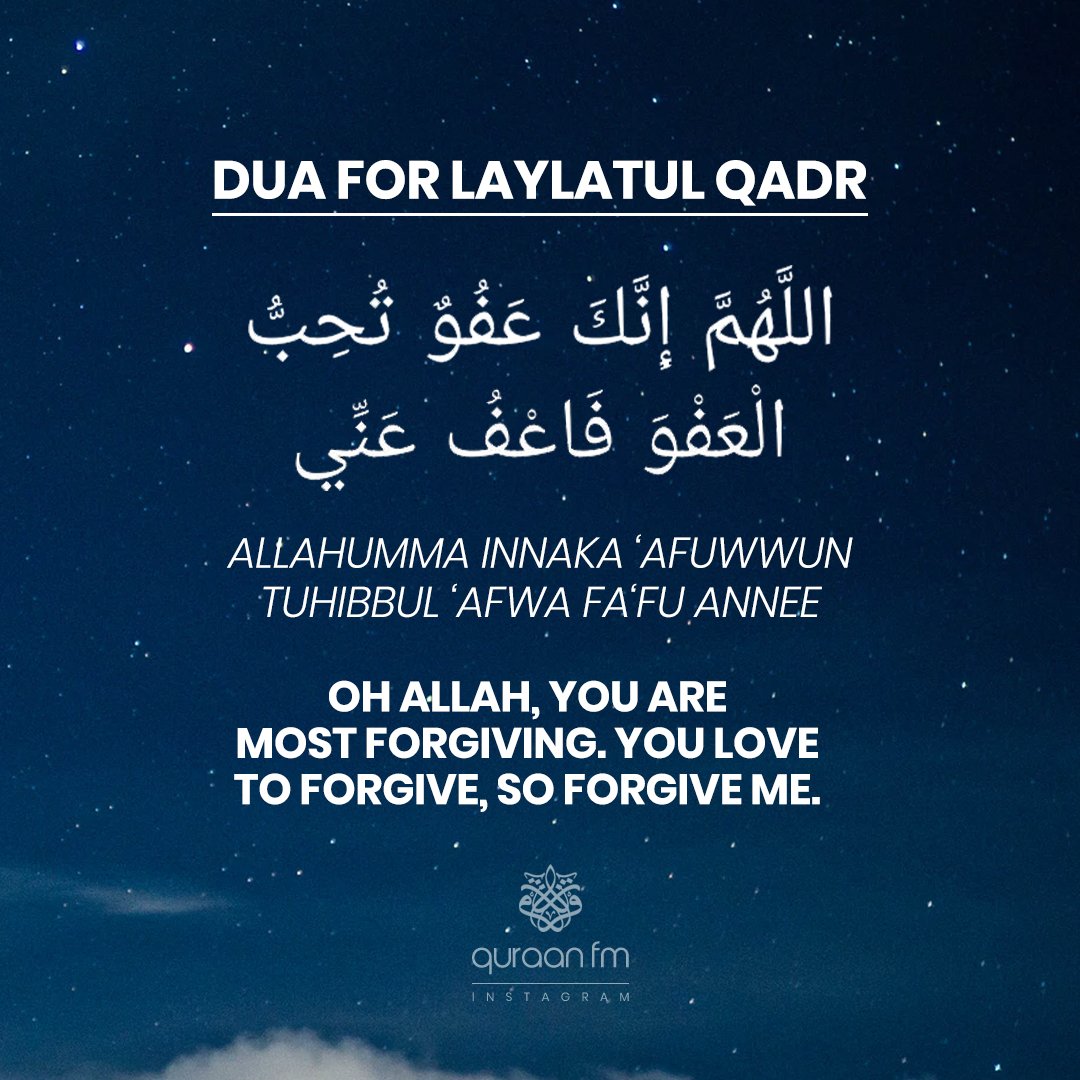 DUA FOR LAYLATUL QADR
اللَّهُمَّ إِنَّكَ عَفُوٌ تُحِبُّ
الْعَفْوَ فَاعْفُ عَنِّي
ALLAHUMMA INNAKA ‘AFUWWUN
TUHIBBUL ‘AFWA FA‘FU ANNEE
OH ALLAH, YOU ARE
MOST FORGIVING. YOU LOVE
TO FORGIVE, SO FORGIVE ME.
quraan fm
INSTAGRAM